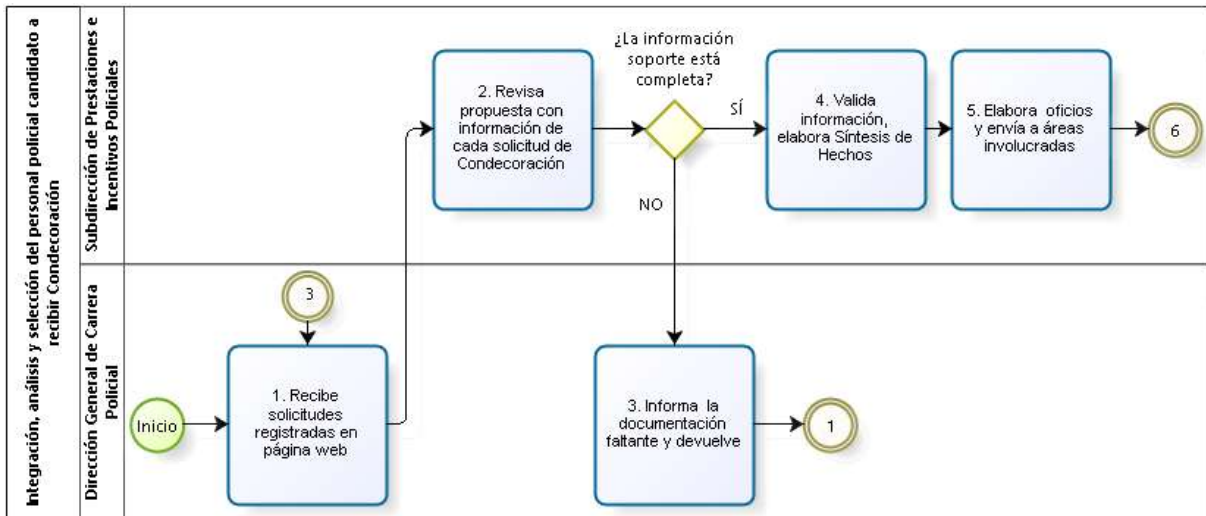 Integración, análisis y selección del personal policial candidato a
recibir Condecoración
Subdirección de Prestaciones e
Incentivos Policiales
2. Revisa
propuesta con
información de
cada solicitud de
Condecoración
¿La información
soporte está
completa?
SÍ
NO
4. Valida
información,
elabora Síntesis de
Hechos
5. Elabora oficios
y envía a áreas
involucradas
6
Dirección General de Carrera
Policial
3
Inicio
1. Recibe
solicitudes
registradas en
página web
3. Informa la
documentación
faltante y devuelve
1